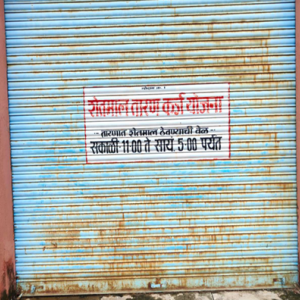 शेतमाल तारण कर्ज योजना
- तारणात शेतमाल ठेवण्याची वेळ -
सकाळी 11:00 ते सायं 5:00 पर्यंत